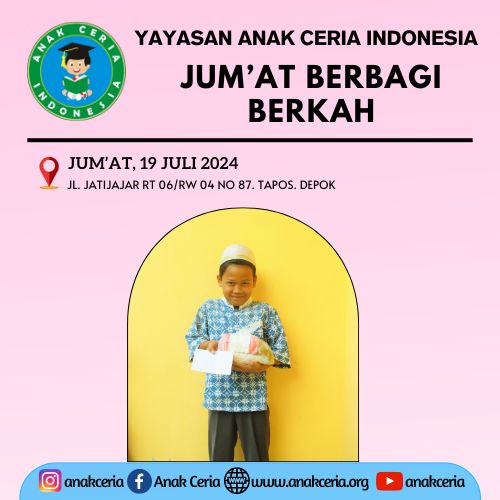 ANAK CERIA
INDONESIA
YAYASAN ANAK CERIA INDONESIA
JUM'AT BERBAGI
BERKAH
JUM'AT, 19 JULI 2024
JL. JATIJAJAR RT 06/RW 04 NO 87. TAPOS. DEPOK
anakceria Anak Ceria www.anakceria.org anakceria